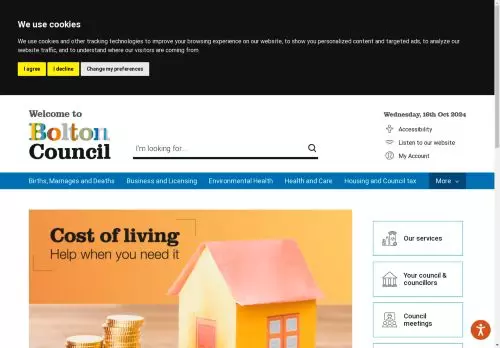 We use cookies
We use cookies and other tracking technologies to improve your browsing experience on our website, to show you personalized content and targeted ads, to analyze our
website traffic, and to understand where our visitors are coming from.
I agree
I decline
Change my preferences
Welcome to
Bolton
Council
Wednesday, 16th Oct 2024
I'm looking for...
Accessibility
Listen to our website
My Account
Births, Marriages and Deaths
Business and Licensing
Environmental Health
Health and Care
Housing and Council tax
More
Cost of living
Help when you need it
Our services
Your council &
councillors
Council
meetings